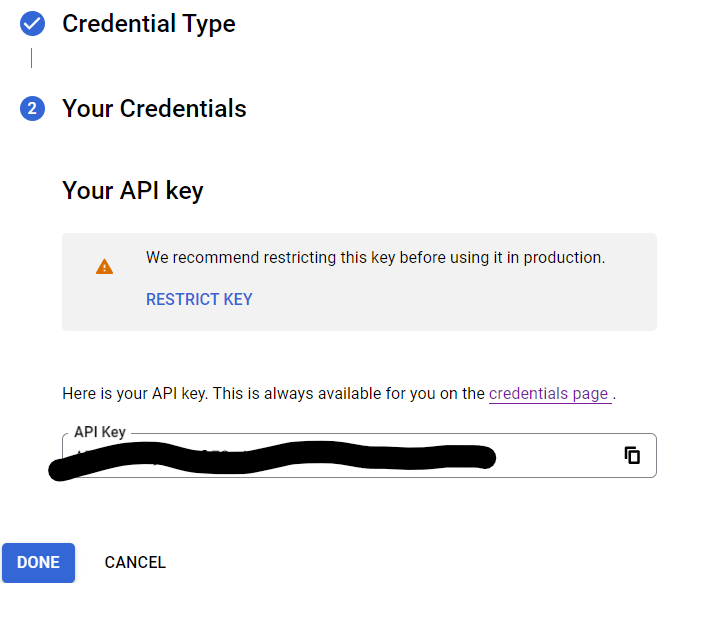 Credential Type
2
Your Credentials
Your API key
We recommend restricting this key before using it in production.
RESTRICT KEY
Here is your API key. This is always available for you on the credentials page .
API Key
DONE
CANCEL